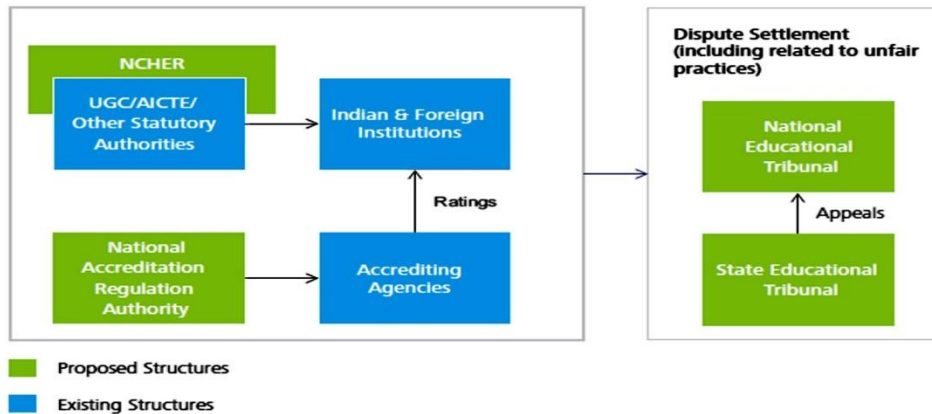 NCHER
UGC/AICTE/
Other Statutory
Authorities
Indian & Foreign
Institutions
Ratings
National
Accreditation
Regulation
Authority
Accrediting
Agencies
Dispute Settlement
(including related to unfair
practices)
National
Educational
Tribunal
Appeals
State Educational
Tribunal
Proposed Structures
Existing Structures